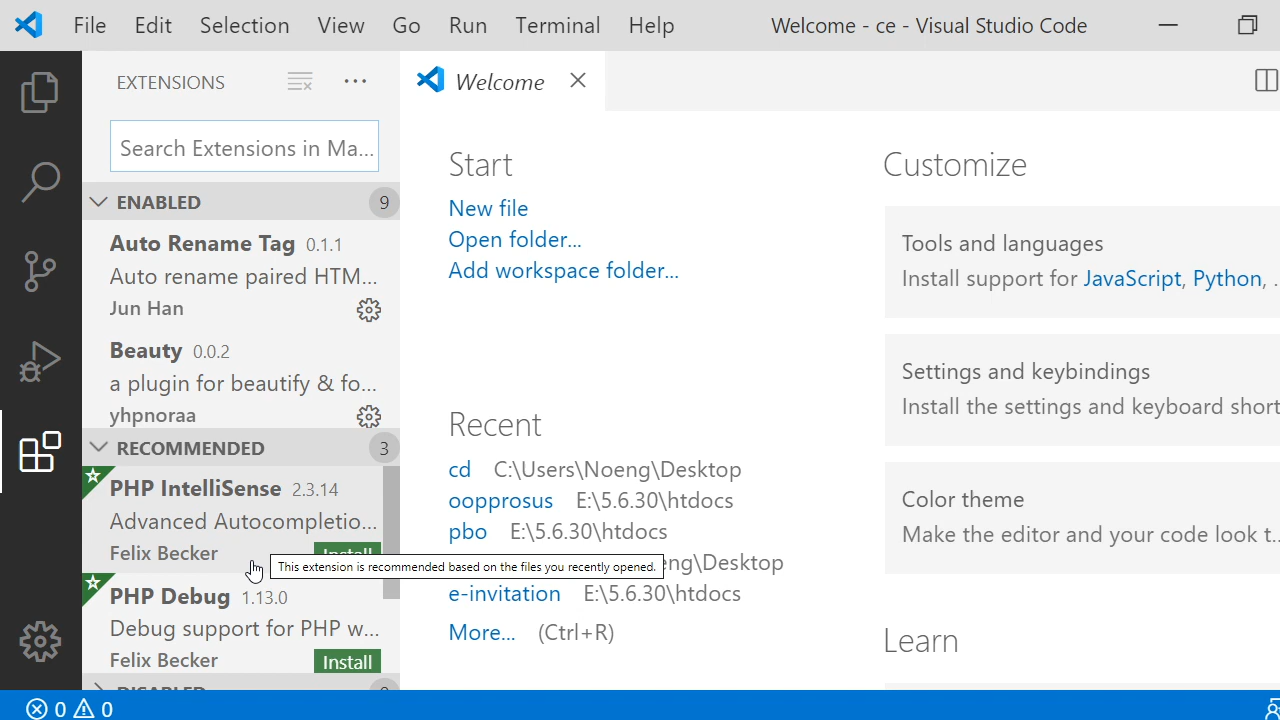 File Edit Selection View Go Run Terminal Help Welcome - ce - Visual Studio Code
EXTENSIONS
Search Extensions in Ma...
ENABLED 9
Auto Rename Tag 0.1.1
Auto rename paired HTM...
Jun Han
Beauty 0.0.2
a plugin for beautify & fo...
yhpnoraa
RECOMMENDED 3
PHP IntelliSense 2.3.14
Advanced Autocompletio...
Felix Becker Install
This extension is recommended based on the files you recently opened.
PHP Debug 1.13.0
Debug support for PHP w...
Felix Becker Install
DISABLED
0 0
Welcome
Start
New file
Open folder...
Add workspace folder...
Recent
cd C:\Users\Noeng\Desktop
oopprosus E:\5.6.30\htdocs
pbo E:\5.6.30\htdocs
eng\Desktop
e-invitation E:\5.6.30\htdocs
More... (Ctrl+R)
Customize
Tools and languages
Install support for JavaScript, Python, .
Settings and keybindings
Install the settings and keyboard short
Color theme
Make the editor and your code look t..
Learn